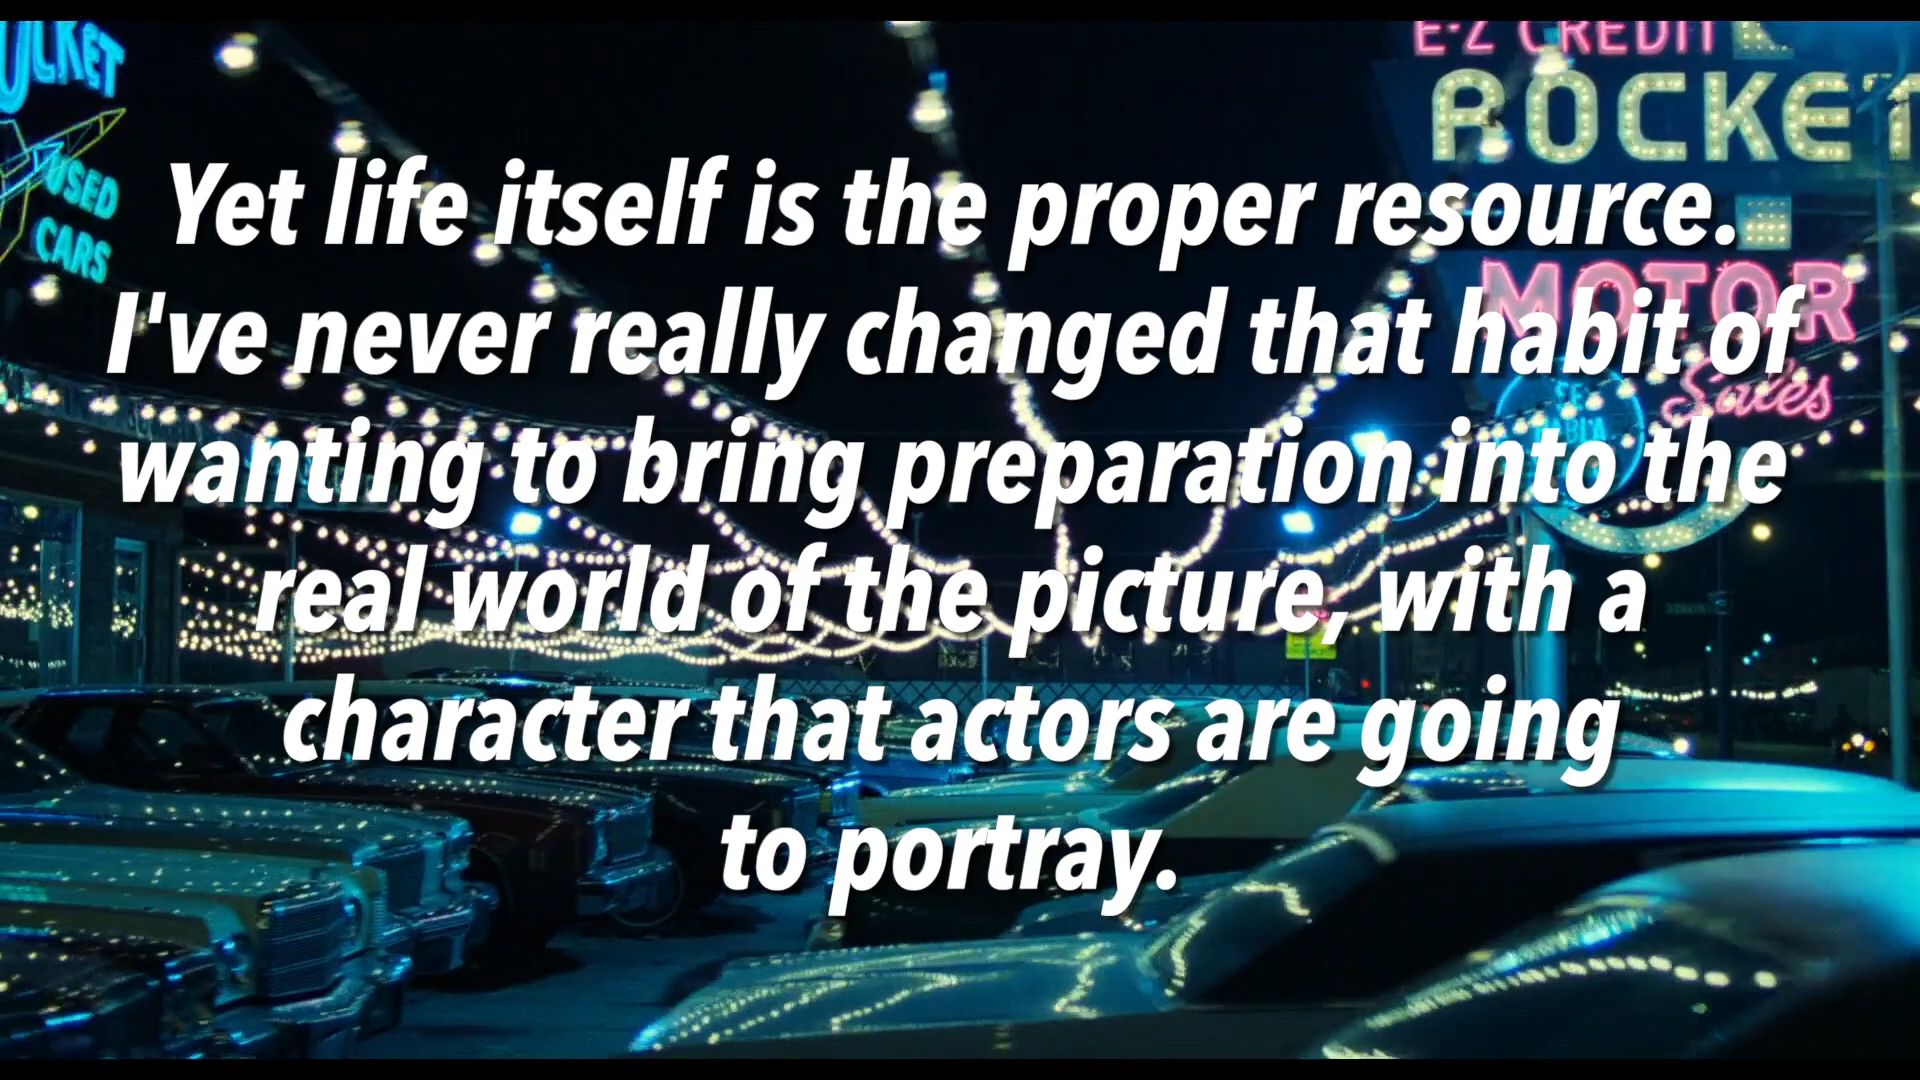 OCKET
USED
CARS
E-Z CREDIT
ROCKET
MOTOR
Sales
Yet life itself is the proper resource.
I've never really changed that habit of
wanting to bring preparation into the
real world of the picture, with a
character that actors are going
to portray.